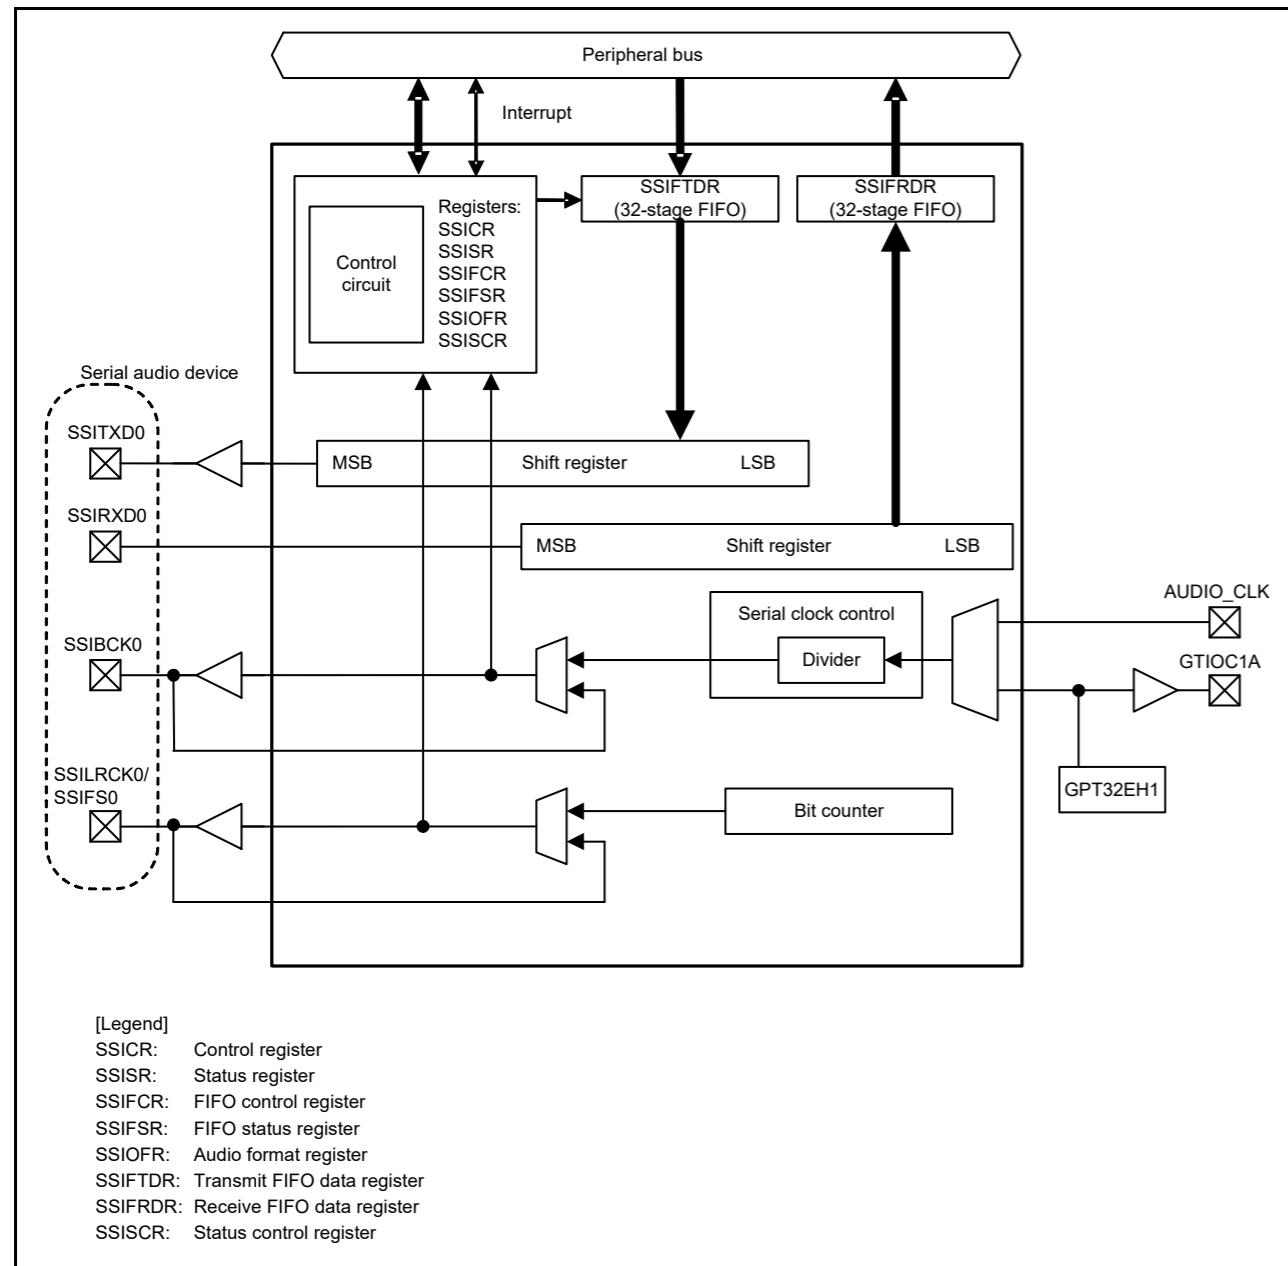 Peripheral bus
Interrupt
SSIFTDR
(32-stage FIFO)
SSIFRDR
(32-stage FIFO)
Control
circuit
Registers:
SSICR
SSISR
SSIFCR
SSIFSR
SSIOFR
SSISCR
Serial audio device
SSITXD0
MSB Shift register LSB
SSIRXD0
MSB Shift register LSB
AUDIO_CLK
Serial clock control
Divider
SSIBCK0
GTIOC1A
SSILRCK0/
SSIFS0
Bit counter
GPT32EH1
[Legend]
SSICR: Control register
SSISR: Status register
SSIFCR: FIFO control register
SSIFSR: FIFO status register
SSIOFR: Audio format register
SSIFTDR: Transmit FIFO data register
SSIFRDR: Receive FIFO data register
SSISCR: Status control register